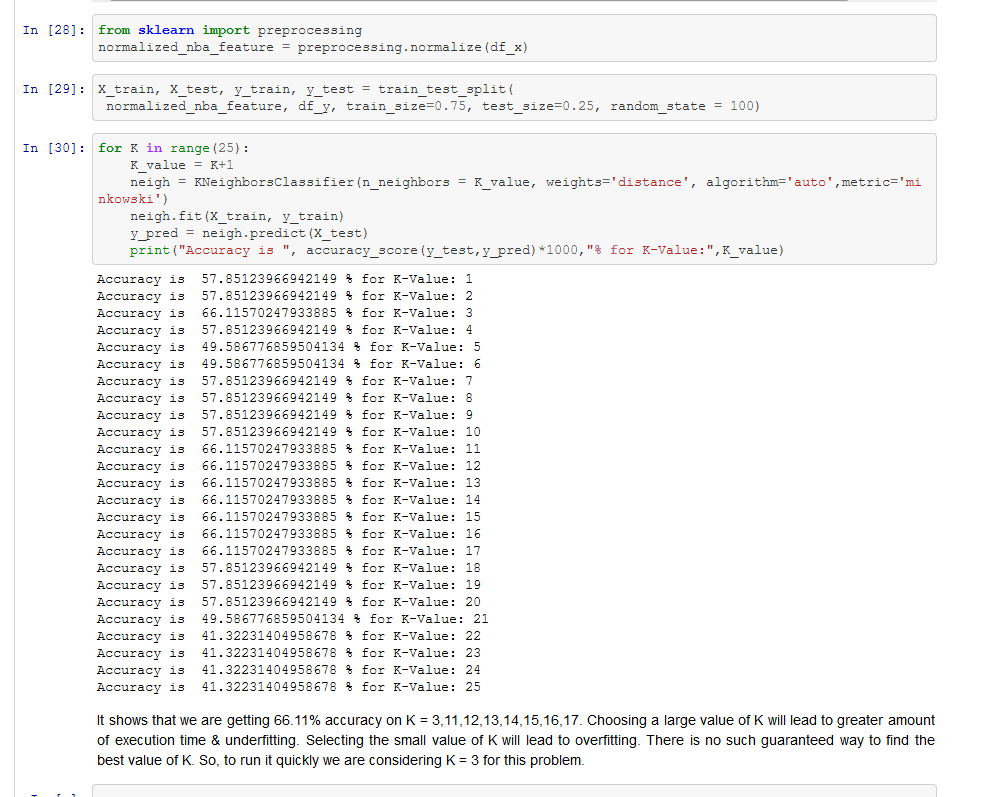 In [28]: from sklearn import preprocessing
normalized_nba_feature = preprocessing.normalize(df_x)
In [29]: X_train, X_test, y_train, y_test = train_test_split(
normalized_nba_feature, df_y, train_size=0.75, test_size=0.25, random_state = 100)
In [30]: for K in range(25):
K_value = K+1
neigh = KNeighborsClassifier(n_neighbors = K_value, weights='distance', algorithm='auto',metric='mi
nkowski')
neigh.fit(X_train, y_train)
y_pred = neigh.predict(X_test)
print("Accuracy is ", accuracy_score(y_test,y_pred)*1000,"% for K-Value:",K_value)
Accuracy is  57.85123966942149 % for K-Value: 1
Accuracy is  57.85123966942149 % for K-Value: 2
Accuracy is  66.11570247933885 % for K-Value: 3
Accuracy is  57.85123966942149 % for K-Value: 4
Accuracy is  49.586776859504134 % for K-Value: 5
Accuracy is  49.586776859504134 % for K-Value: 6
Accuracy is  57.85123966942149 % for K-Value: 7
Accuracy is  57.85123966942149 % for K-Value: 8
Accuracy is  57.85123966942149 % for K-Value: 9
Accuracy is  57.85123966942149 % for K-Value: 10
Accuracy is  66.11570247933885 % for K-Value: 11
Accuracy is  66.11570247933885 % for K-Value: 12
Accuracy is  66.11570247933885 % for K-Value: 13
Accuracy is  66.11570247933885 % for K-Value: 14
Accuracy is  66.11570247933885 % for K-Value: 15
Accuracy is  66.11570247933885 % for K-Value: 16
Accuracy is  66.11570247933885 % for K-Value: 17
Accuracy is  57.85123966942149 % for K-Value: 18
Accuracy is  57.85123966942149 % for K-Value: 19
Accuracy is  57.85123966942149 % for K-Value: 20
Accuracy is  49.586776859504134 % for K-Value: 21
Accuracy is  41.32231404958678 % for K-Value: 22
Accuracy is  41.32231404958678 % for K-Value: 23
Accuracy is  41.32231404958678 % for K-Value: 24
Accuracy is  41.32231404958678 % for K-Value: 25
It shows that we are getting 66.11% accuracy on K = 3,11,12,13,14,15,16,17. Choosing a large value of K will lead to greater amount
of execution time & underfitting. Selecting the small value of K will lead to overfitting. There is no such guaranteed way to find the
best value of K. So, to run it quickly we are considering K = 3 for this problem.